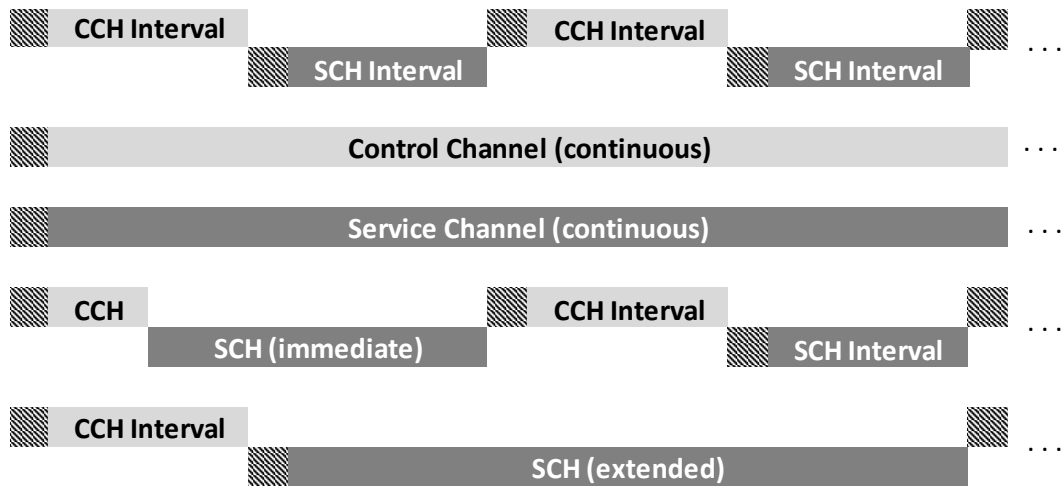 CCH Interval CCH Interval
SCH Interval SCH Interval ...
Control Channel (continuous) ...
Service Channel (continuous) ...
CCH CCH Interval
SCH (immediate) SCH Interval ...
CCH Interval
SCH (extended) ...